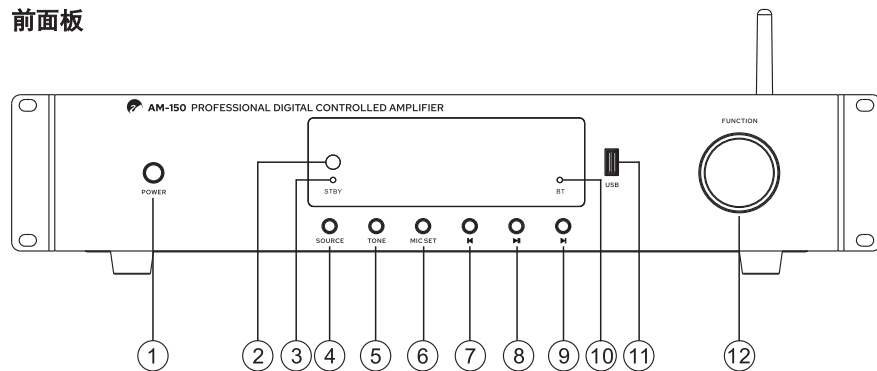 前面板
AM-150 PROFESSIONAL DIGITAL CONTROLLED AMPLIFIER
FUNCTION
POWER
STBY
BT
USB
SOURCE TONE MIC SET
1 2 3 4 5 6 7 8 9 10 11 12